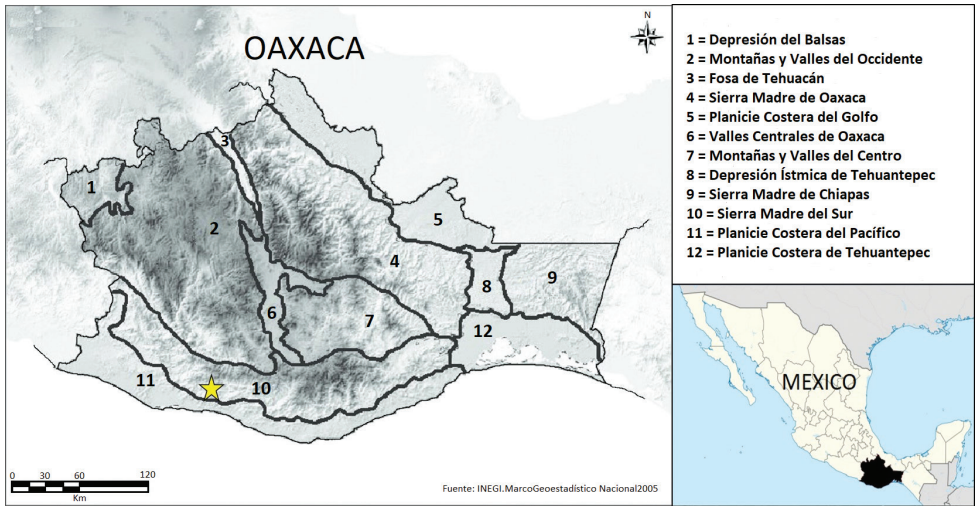 OAXACA
N
1
2
3
4
5
6
7
8
9
10
11
12
0 30 60 120
Km
Fuente: INEGI.MarcoGeoestadístico Nacional2005
1 = Depresión del Balsas
2 = Montañas y Valles del Occidente
3 = Fosa de Tehuacán
4 = Sierra Madre de Oaxaca
5 = Planicie Costera del Golfo
6 = Valles Centrales de Oaxaca
7 = Montañas y Valles del Centro
8 = Depresión Ístmica de Tehuantepec
9 = Sierra Madre de Chiapas
10 = Sierra Madre del Sur
11 = Planicie Costera del Pacífico
12 = Planicie Costera de Tehuantepec
MEXICO